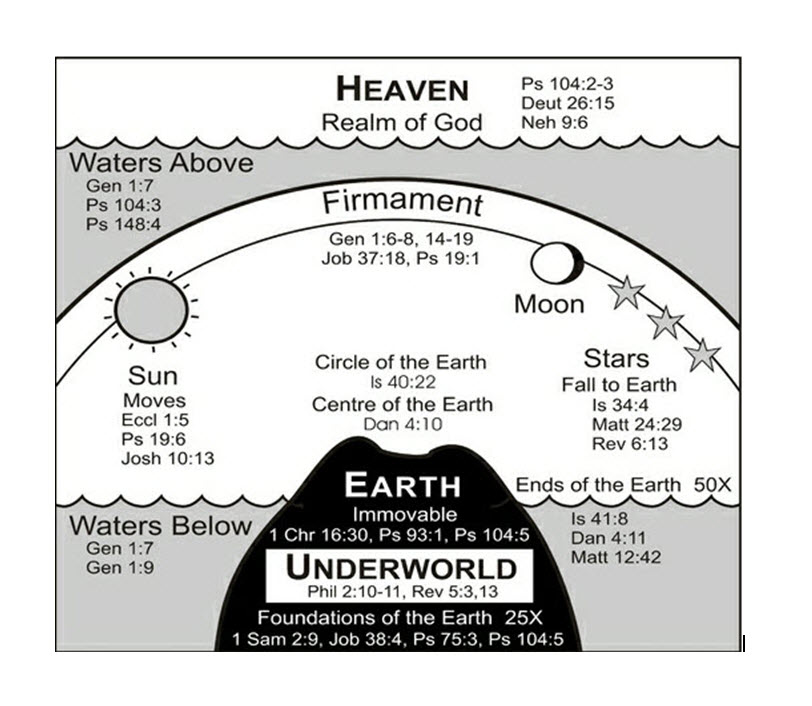 HEAVEN
Realm of God
Ps 104:2-3
Deut 26:15
Neh 9:6
Waters Above
Gen 1:7
Ps 104:3
Ps 148:4
Firmament
Gen 1:6-8, 14-19
Job 37:18, Ps 19:1
Moon
Sun
Moves
Eccl 1:5
Ps 19:6
Josh 10:13
Circle of the Earth
Is 40:22
Centre of the Earth
Dan 4:10
Stars
Fall to Earth
Is 34:4
Matt 24:29
Rev 6:13
Ends of the Earth 50X
Is 41:8
Dan 4:11
Matt 12:42
Waters Below
Gen 1:7
Gen 1:9
EARTH
Immovable
1 Chr 16:30, Ps 93:1, Ps 104:5
UNDERWORLD
Phil 2:10-11, Rev 5:3,13
Foundations of the Earth 25X
1 Sam 2:9, Job 38:4, Ps 75:3, Ps 104:5